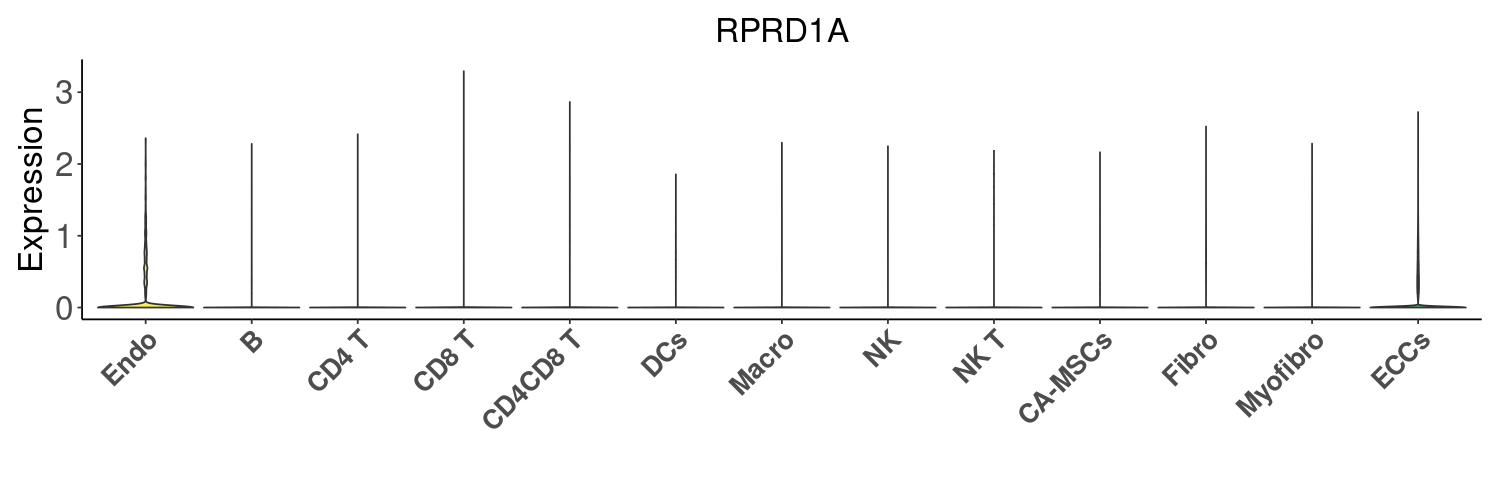 RPRD1A
Expression
3
2
1
0
Endo
B
CD4 T
CD8 T
CD4CD8 T
DCs
Macro
NK
NK T
CA-MSCs
Fibro
Myofibro
ECCs